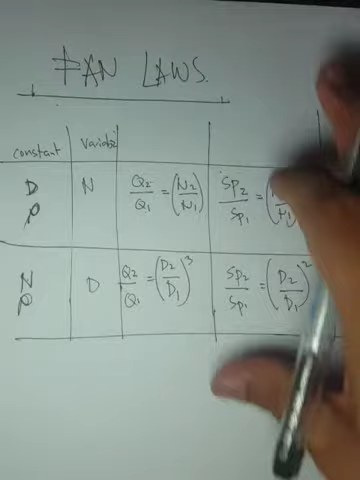 FAN LAWS.
constant variable
D ρ N Q2/Q1 = (N2/N1) Sp2/Sp1 =
N ρ D Q2/Q1 = (D2/D1)^3 Sp2/Sp1 = (D2/D1)^2